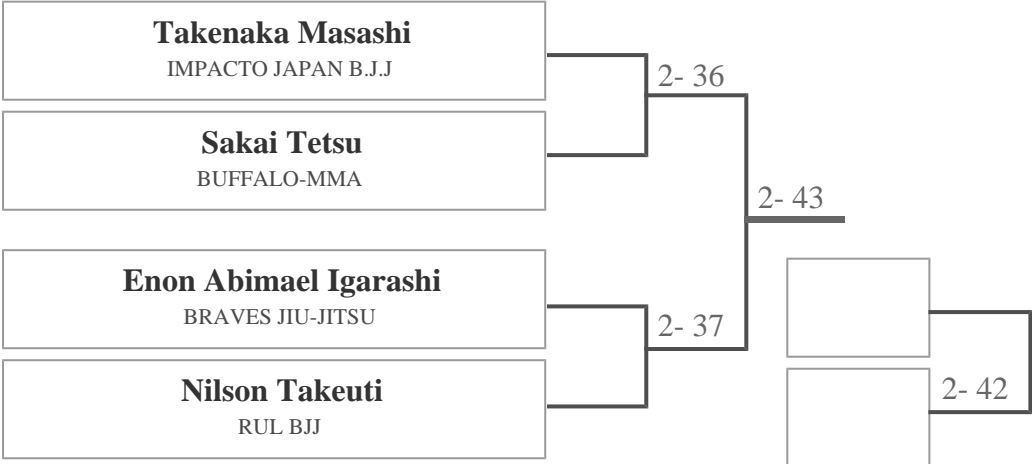 Takenaka Masashi
IMPACTO JAPAN B.J.J
2- 36
Sakai Tetsu
BUFFALO-MMA
2- 43
Enon Abimael Igarashi
BRAVES JIU-JITSU
2- 37
Nilson Takeuti
RUL BJJ
2- 42